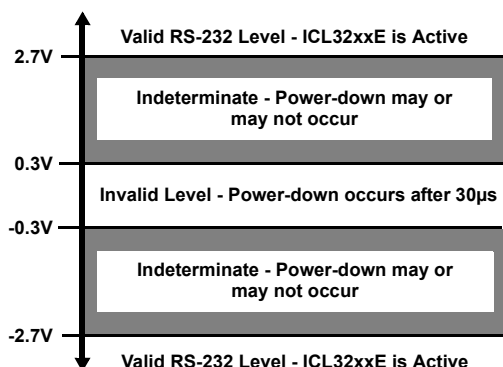 Valid RS-232 Level - ICL32xxE is Active
2.7V
Indeterminate - Power-down may or
may not occur
0.3V
Invalid Level - Power-down occurs after 30µs
-0.3V
Indeterminate - Power-down may or
may not occur
-2.7V
Valid RS-232 Level - ICL32xxE is Active